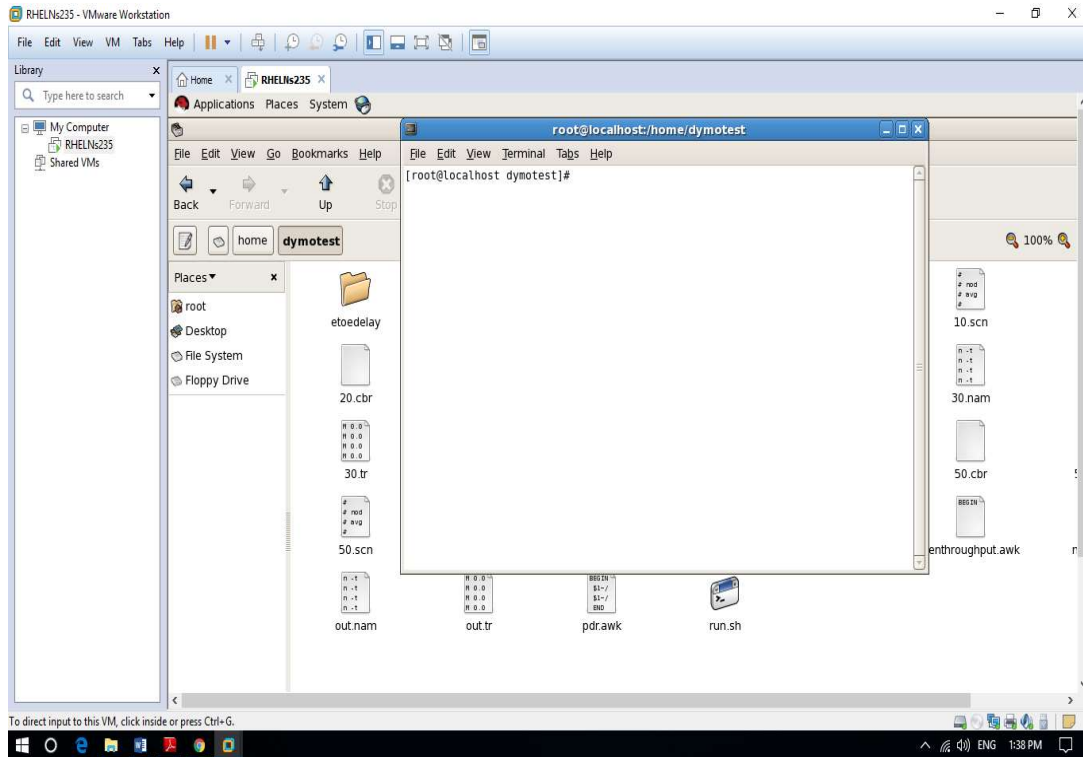 RHELNs235 - VMware Workstation
File Edit View VM Tabs Help
Library x
Type here to search
My Computer
RHELNs235
Shared VMs
Home x RHELNs235 x
Applications Places System
root@localhost:/home/dymotest
File Edit View Go Bookmarks Help
File Edit View Terminal Tabs Help
[root@localhost dymotest]#
Back Forward Up Stop
home dymotest
100%
Places x
root
Desktop
File System
Floppy Drive
etoedelay
10.scn
20.cbr
30.nam
30.tr
50.cbr
50.scn
enthroughput.awk
out.nam out.tr pdr.awk run.sh
To direct input to this VM, click inside or press Ctrl+G.
ENG 1:38 PM